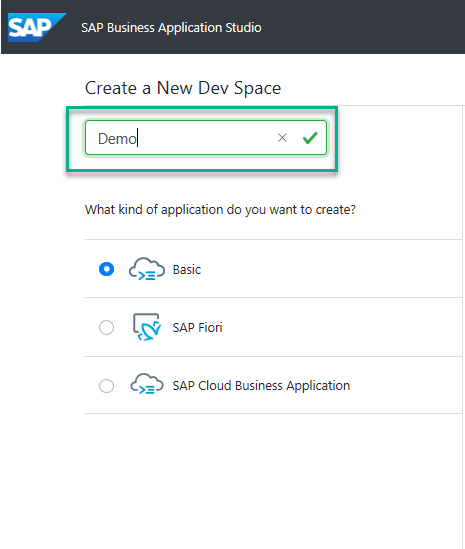 SAP SAP Business Application Studio
Create a New Dev Space
Demo
What kind of application do you want to create?
Basic
SAP Fiori
SAP Cloud Business Application